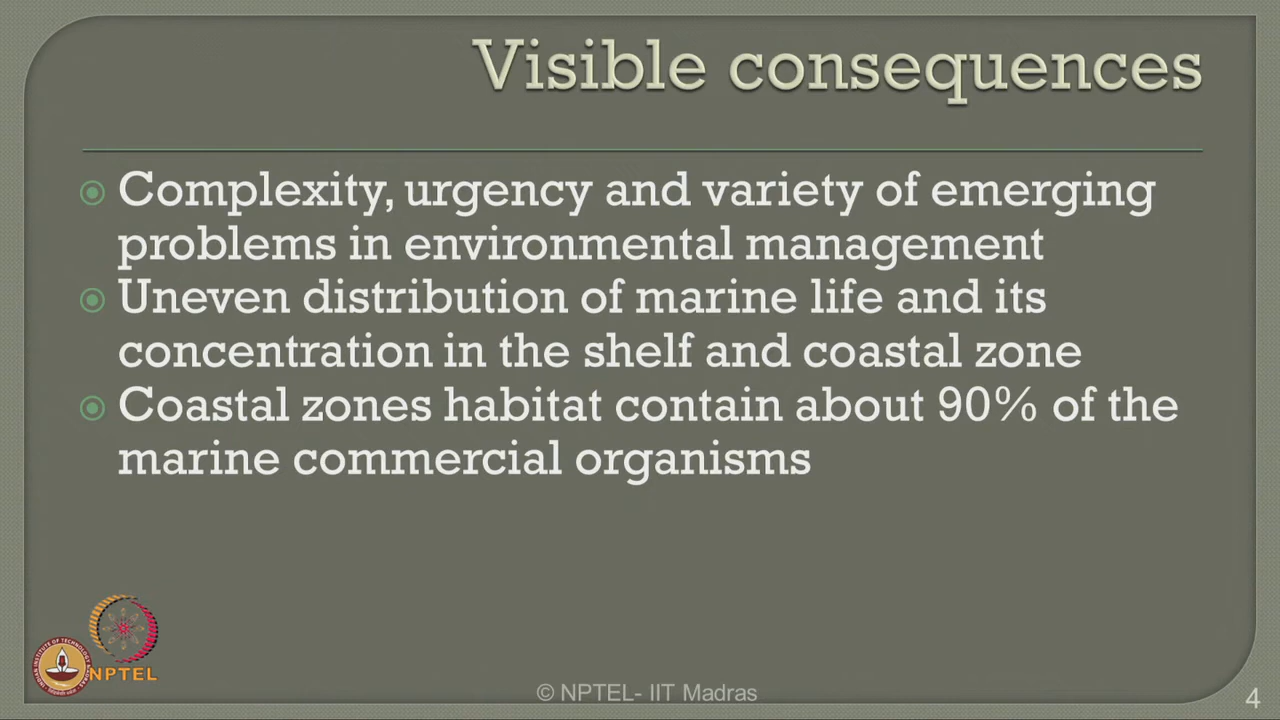 Visible consequences
Complexity, urgency and variety of emerging
problems in environmental management
Uneven distribution of marine life and its
concentration in the shelf and coastal zone
Coastal zones habitat contain about 90% of the
marine commercial organisms
NPTEL
© NPTEL- IIT Madras
4